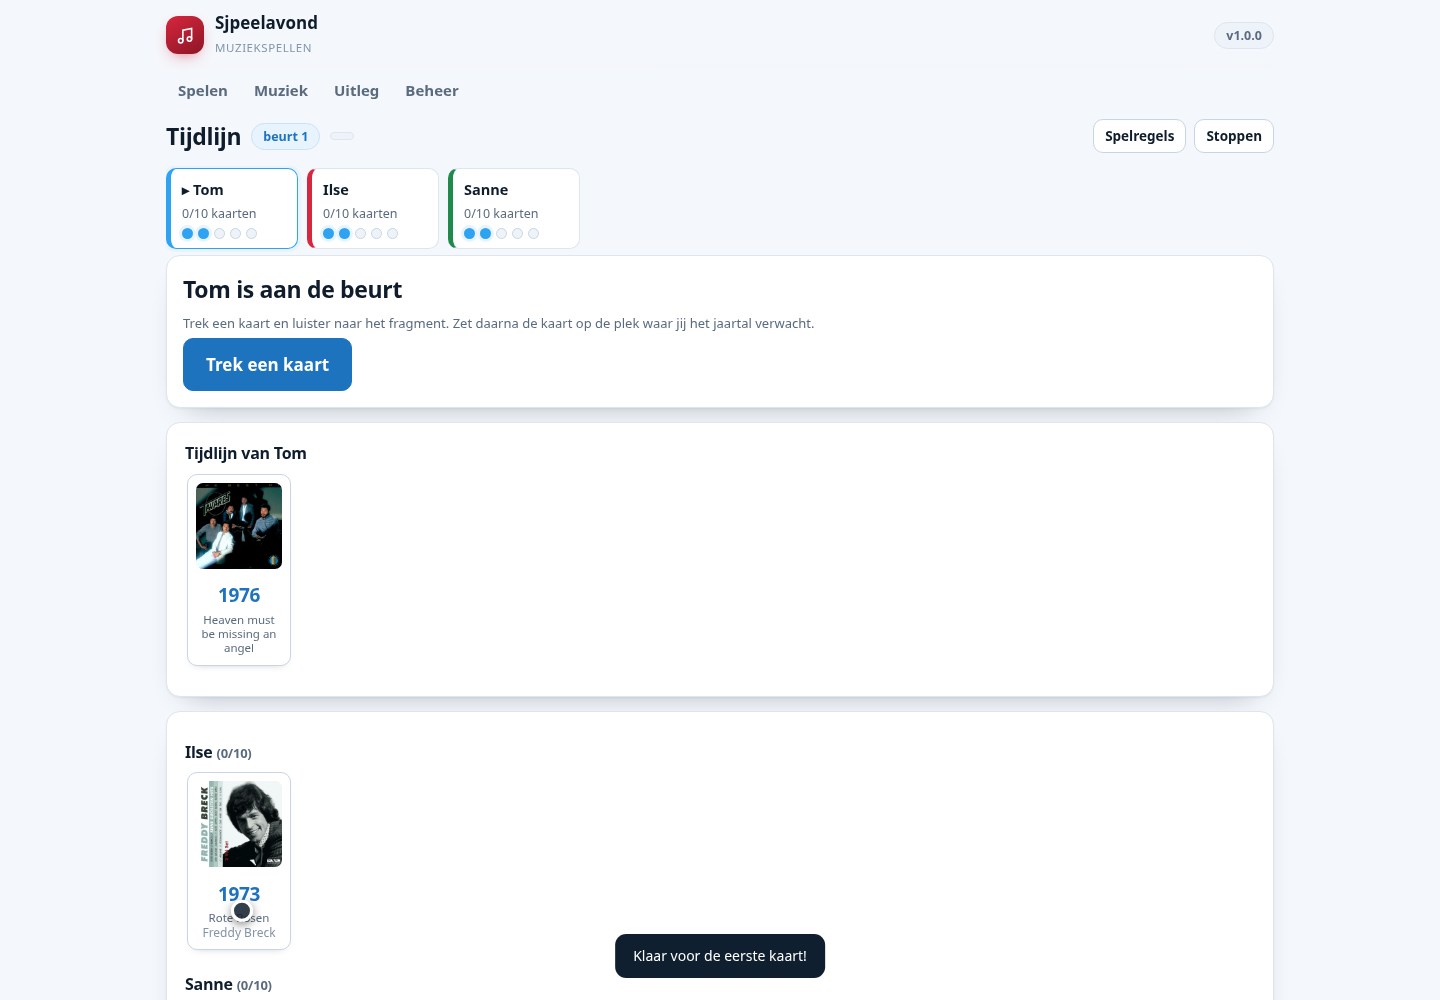 Sjpeelavond
MUZIEKSPELLEN
v1.0.0
Spelen Muziek Uitleg Beheer
Tijdlijn beurt 1
Spelregels Stoppen
▸ Tom
0/10 kaarten
Ilse
0/10 kaarten
Sanne
0/10 kaarten
Tom is aan de beurt
Trek een kaart en luister naar het fragment. Zet daarna de kaart op de plek waar jij het jaartal verwacht.
Trek een kaart
Tijdlijn van Tom
TAVARES
1976
Heaven must
be missing an
angel
Ilse (0/10)
FREDDY BRECK
1973
Freddy Breck
Klaar voor de eerste kaart!
Sanne (0/10)